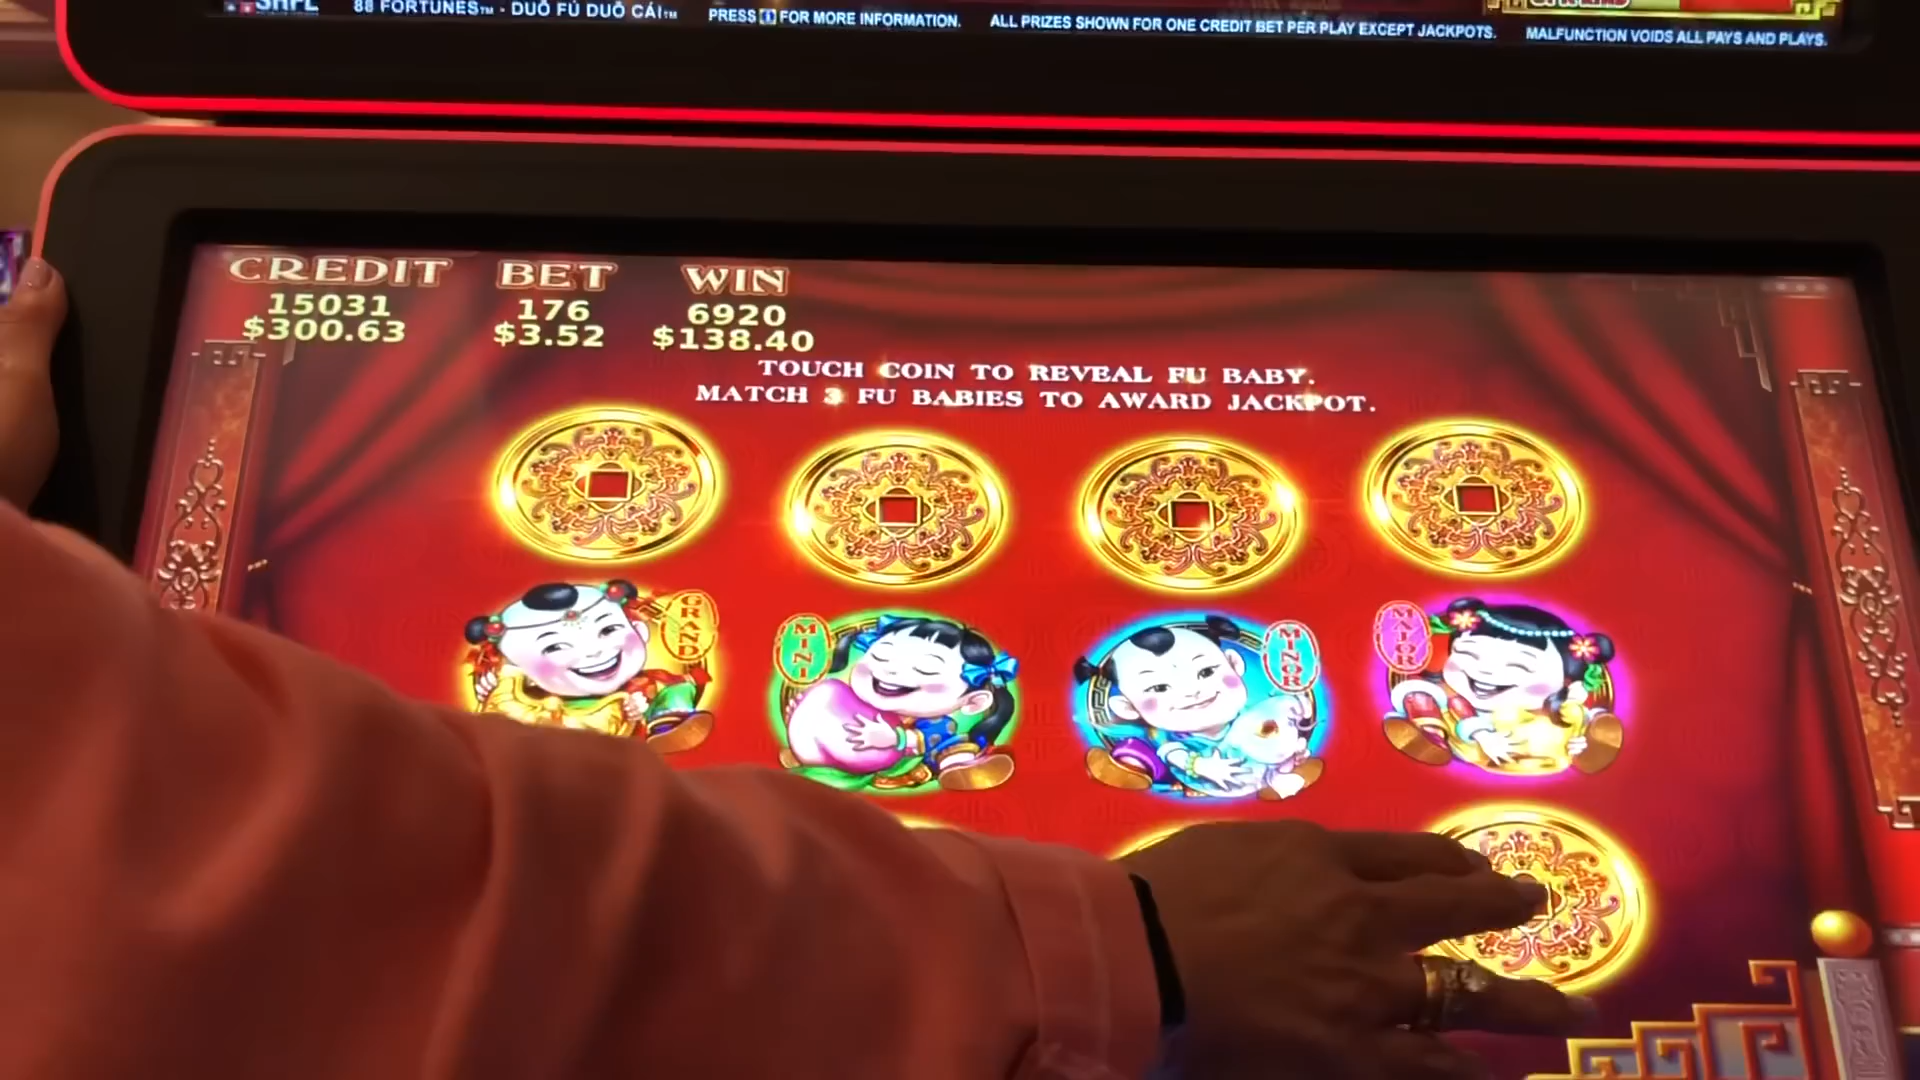 SHFL 88 FORTUNES™ - DUŌ FÚ DUŌ CÁI™ PRESS i FOR MORE INFORMATION. ALL PRIZES SHOWN FOR ONE CREDIT BET PER PLAY EXCEPT JACKPOTS. MALFUNCTION VOIDS ALL PAYS AND PLAYS.
CREDIT BET WIN
15031 176 6920
$300.63 $3.52 $138.40
TOUCH COIN TO REVEAL FU BABY.
MATCH 3 FU BABIES TO AWARD JACKPOT.
GRAND
MINI
MINOR
MAJOR